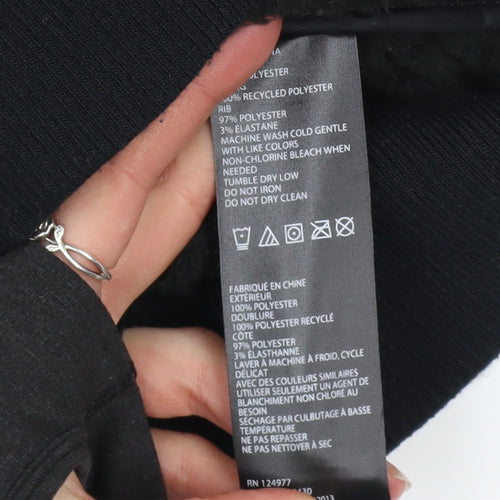 POLYESTER
RECYCLED POLYESTER
RIB
97% POLYESTER
3% ELASTANE
MACHINE WASH COLD GENTLE
WITH LIKE COLORS
NON-CHLORINE BLEACH WHEN
NEEDED
TUMBLE DRY LOW
DO NOT IRON
DO NOT DRY CLEAN
FABRIQUÉ EN CHINE
EXTÉRIEUR
100% POLYESTER
DOUBLURE
100% POLYESTER RECYCLÉ
CÔTE
97% POLYESTER
3% ÉLASTHANNE
LAVER À MACHINE À FROID, CYCLE
DÉLICAT
AVEC DES COULEURS SIMILAIRES
UTILISER SEULEMENT UN AGENT DE
BLANCHIMENT NON CHLORÉ AU
BESOIN
SÉCHAGE PAR CULBUTAGE À BASSE
TEMPÉRATURE
NE PAS REPASSER
NE PAS NETTOYER À SEC
RN 124977